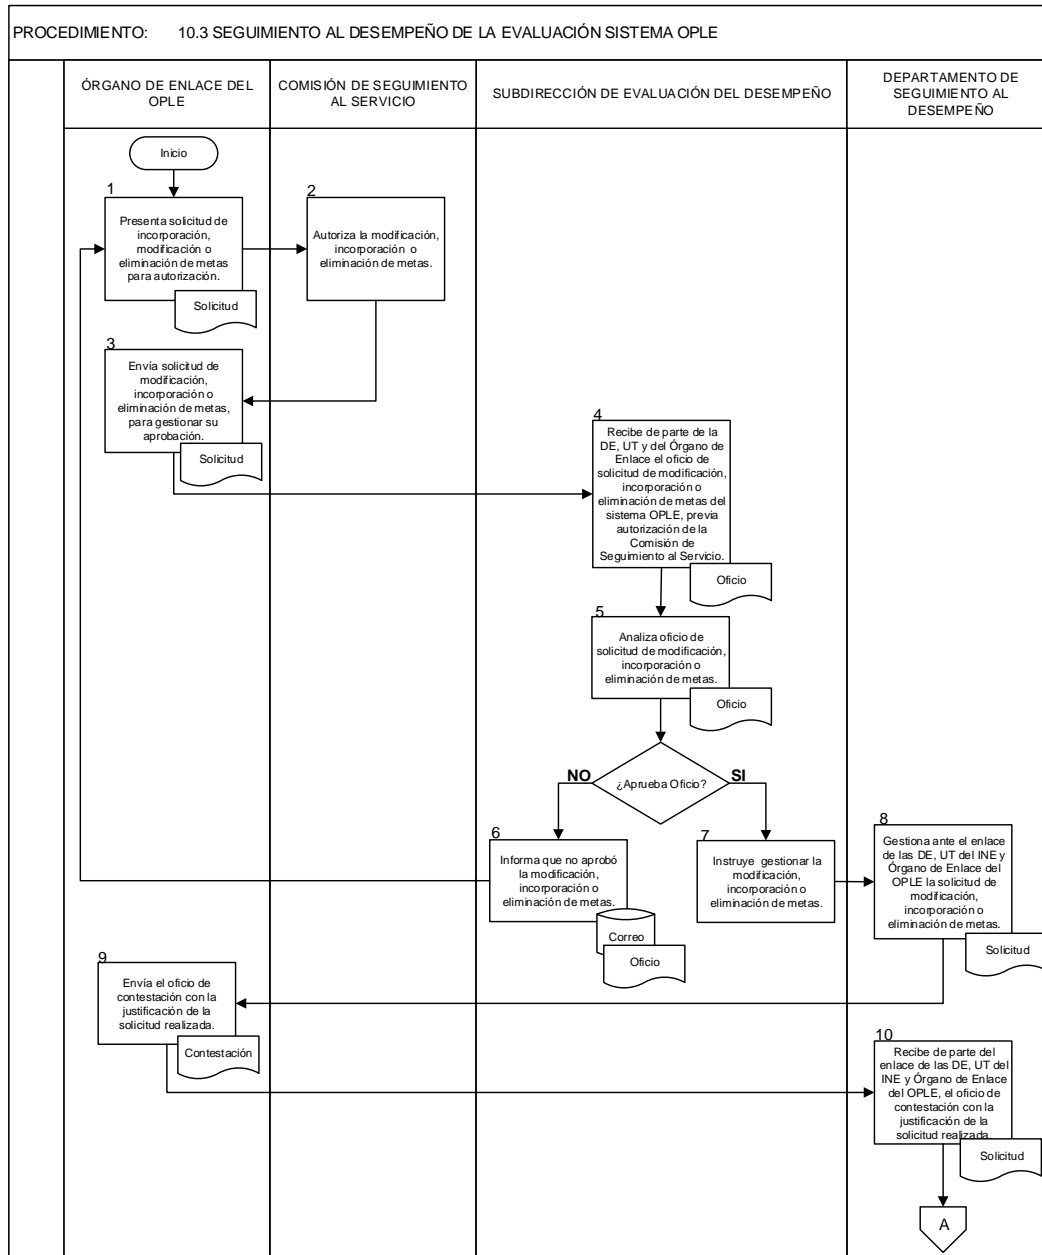 PROCEDIMIENTO: 10.3 SEGUIMIENTO AL DESEMPEÑO DE LA EVALUACIÓN SISTEMA OPLE
ÓRGANO DE ENLACE DEL
OPLE
COMISIÓN DE SEGUIMIENTO
AL SERVICIO
SUBDIRECCIÓN DE EVALUACIÓN DEL DESEMPEÑO
DEPARTAMENTO DE
SEGUIMIENTO AL
DESEMPEÑO
Inicio
1
Presenta solicitud de
incorporación,
modificación o
eliminación de metas
para autorización.
Solicitud
2
Autoriza la modificación,
incorporación o
eliminación de metas.
3
Envía solicitud de
modificación,
incorporación o
eliminación de metas,
para gestionar su
aprobación.
Solicitud
4
Recibe de parte de la
DE, UT y del Órgano de
Enlace el oficio de
solicitud de modificación,
incorporación o
eliminación de metas del
sistema OPLE, previa
autorización de la
Comisión de
Seguimiento al Servicio.
Oficio
5
Analiza oficio de
solicitud de modificación,
incorporación o
eliminación de metas.
Oficio
¿Aprueba Oficio?
NO
SI
6
Informa que no aprobó
la modificación,
incorporación o
eliminación de metas.
Correo
Oficio
7
Instruye gestionar la
modificación,
incorporación o
eliminación de metas.
8
Gestiona ante el enlace
de las DE, UT del INE y
Órgano de Enlace del
OPLE la solicitud de
modificación,
incorporación o
eliminación de metas.
Solicitud
9
Envía el oficio de
contestación con la
justificación de la
solicitud realizada.
Contestación
10
Recibe de parte del
enlace de las DE, UT del
INE y Órgano de Enlace
del OPLE, el oficio de
contestación con la
justificación de la
solicitud realizada.
Solicitud
A